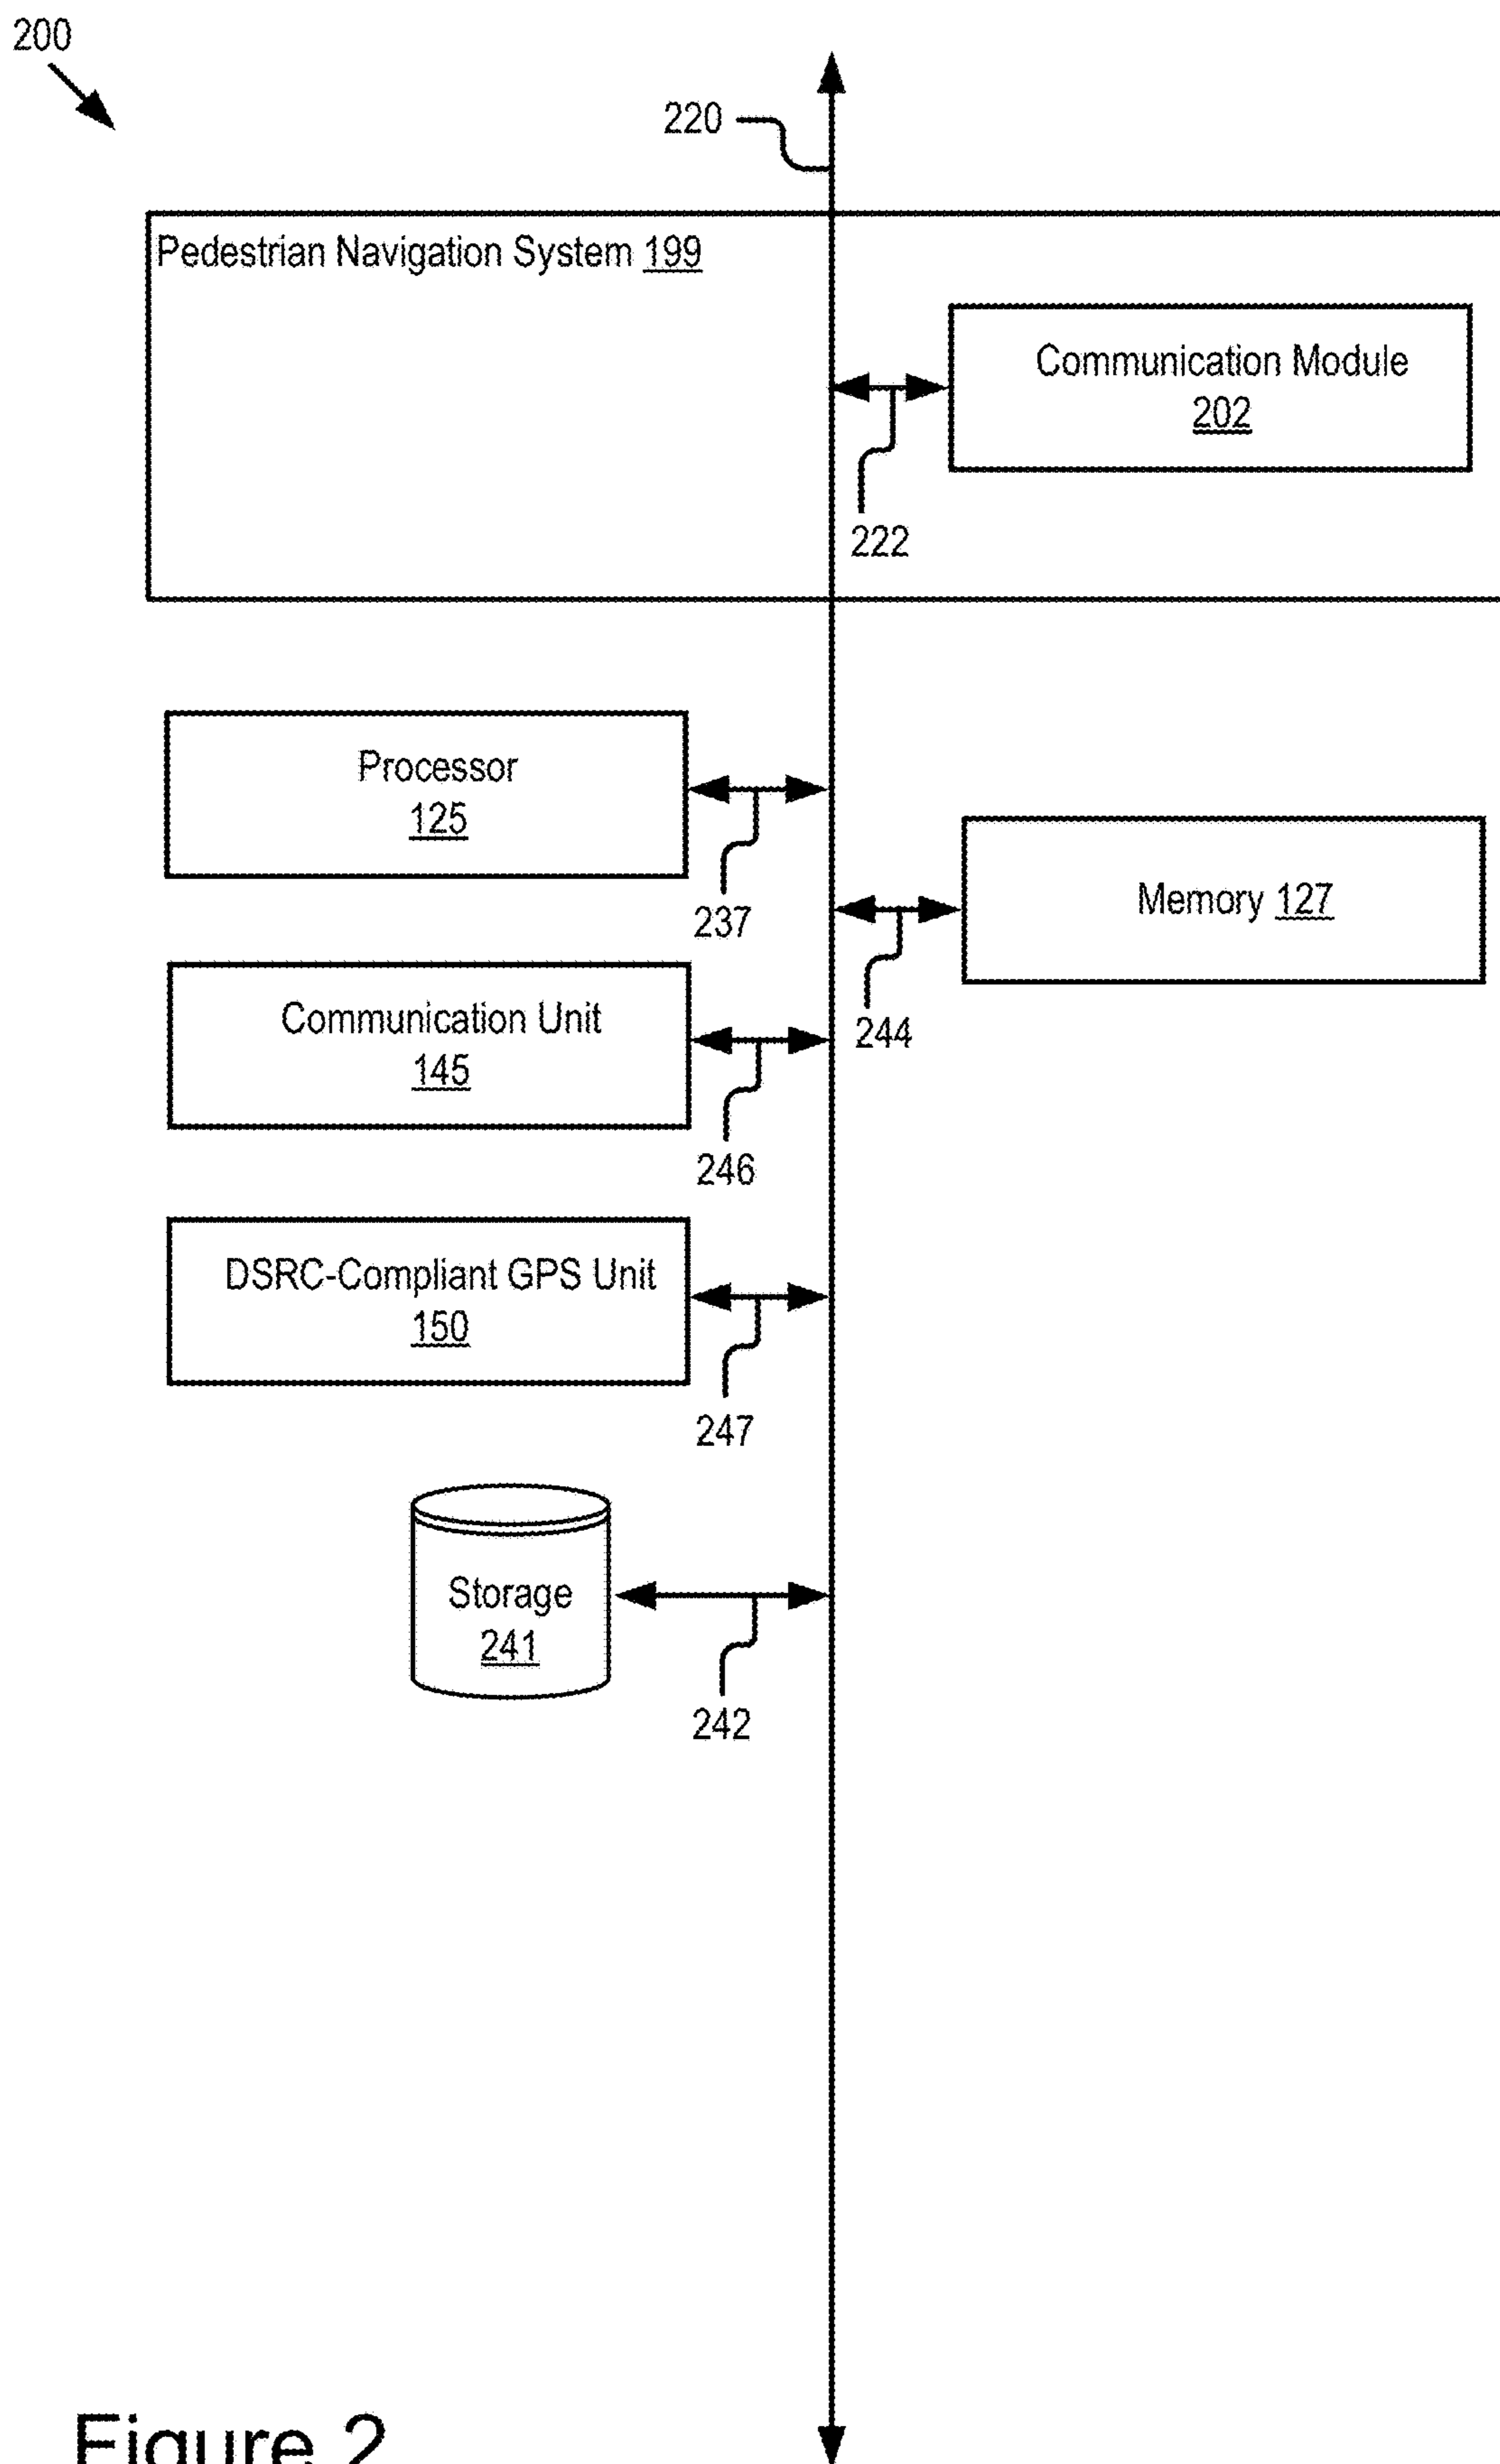 200
220
Pedestrian Navigation System 199
Communication Module
202
222
Processor
125
237
Memory 127
244
Communication Unit
145
246
DSRC-Compliant GPS Unit
150
247
Storage
241
242
Figure 2